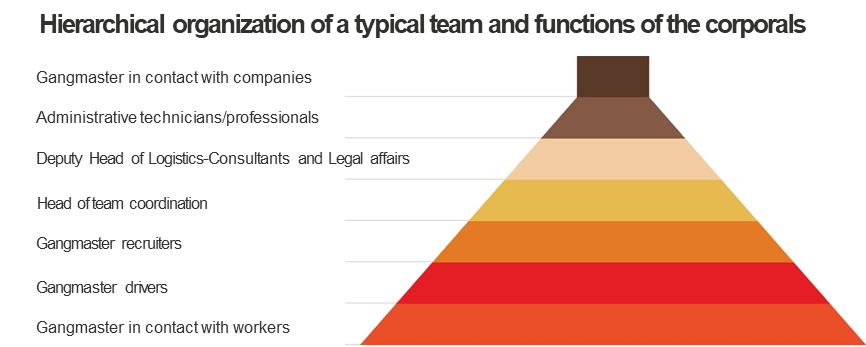 Hierarchical organization of a typical team and functions of the corporals
Gangmaster in contact with companies
Administrative technicians/professionals
Deputy Head of Logistics-Consultants and Legal affairs
Head of team coordination
Gangmaster recruiters
Gangmaster drivers
Gangmaster in contact with workers